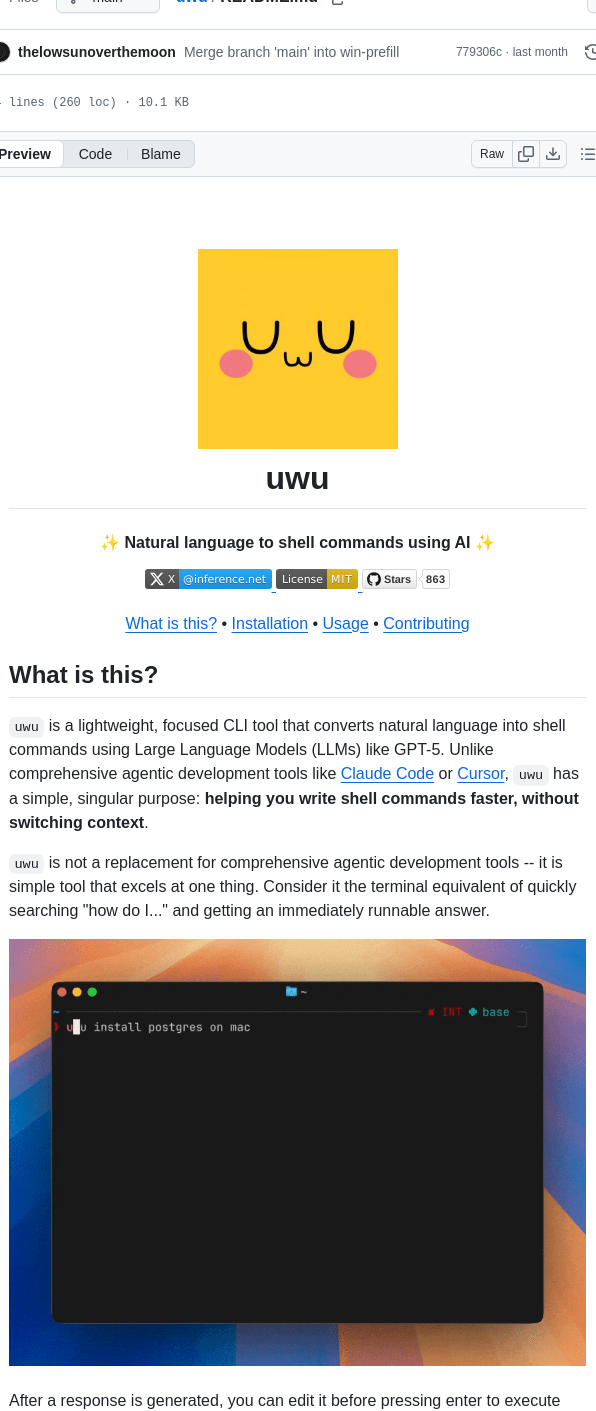 thelowsunoverthemoon Merge branch 'main' into win-prefill 779306c · last month
lines (260 loc) · 10.1 KB
Preview Code Blame Raw
UwU
uwu
✨ Natural language to shell commands using AI ✨
X @inference.net License MIT Stars 863
What is this? • Installation • Usage • Contributing
What is this?
uwu is a lightweight, focused CLI tool that converts natural language into shell
commands using Large Language Models (LLMs) like GPT-5. Unlike
comprehensive agentic development tools like Claude Code or Cursor, uwu has
a simple, singular purpose: helping you write shell commands faster, without
switching context.
uwu is not a replacement for comprehensive agentic development tools -- it is
simple tool that excels at one thing. Consider it the terminal equivalent of quickly
searching "how do I..." and getting an immediately runnable answer.
~
~ ✘ INT base
❯ uwu install postgres on mac
After a response is generated, you can edit it before pressing enter to execute